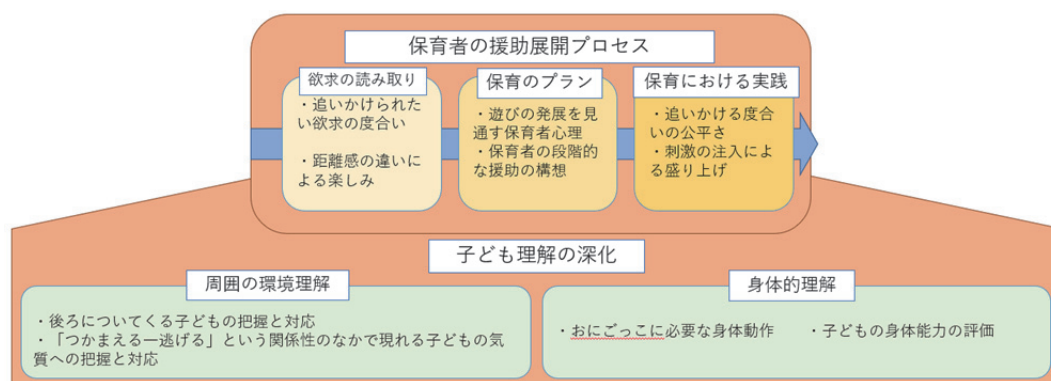 保育者の援助展開プロセス
欲求の読み取り
・追いかけられた
い欲求の度合い
・距離感の違いに
よる楽しみ
保育のプラン
・遊びの発展を見
通す保育者心理
・保育者の段階的
な援助の構想
保育における実践
・追いかける度合
いの公平さ
・刺激の注入によ
る盛り上げ
子ども理解の深化
周囲の環境理解
・後ろについてくる子どもの把握と対応
・「つかまえる―逃げる」という関係性のなかで現れる子どもの気
質への把握と対応
身体的理解
・おにごっこに必要な身体動作 ・子どもの身体能力の評価